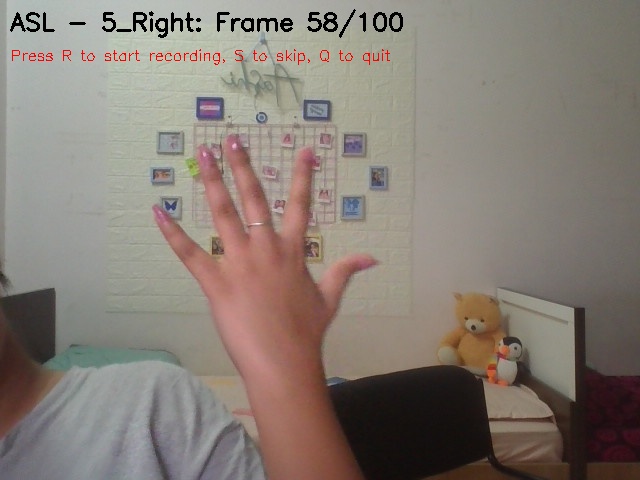 ASL - 5_Right: Frame 58/100
Press R to start recording, S to skip, Q to quit